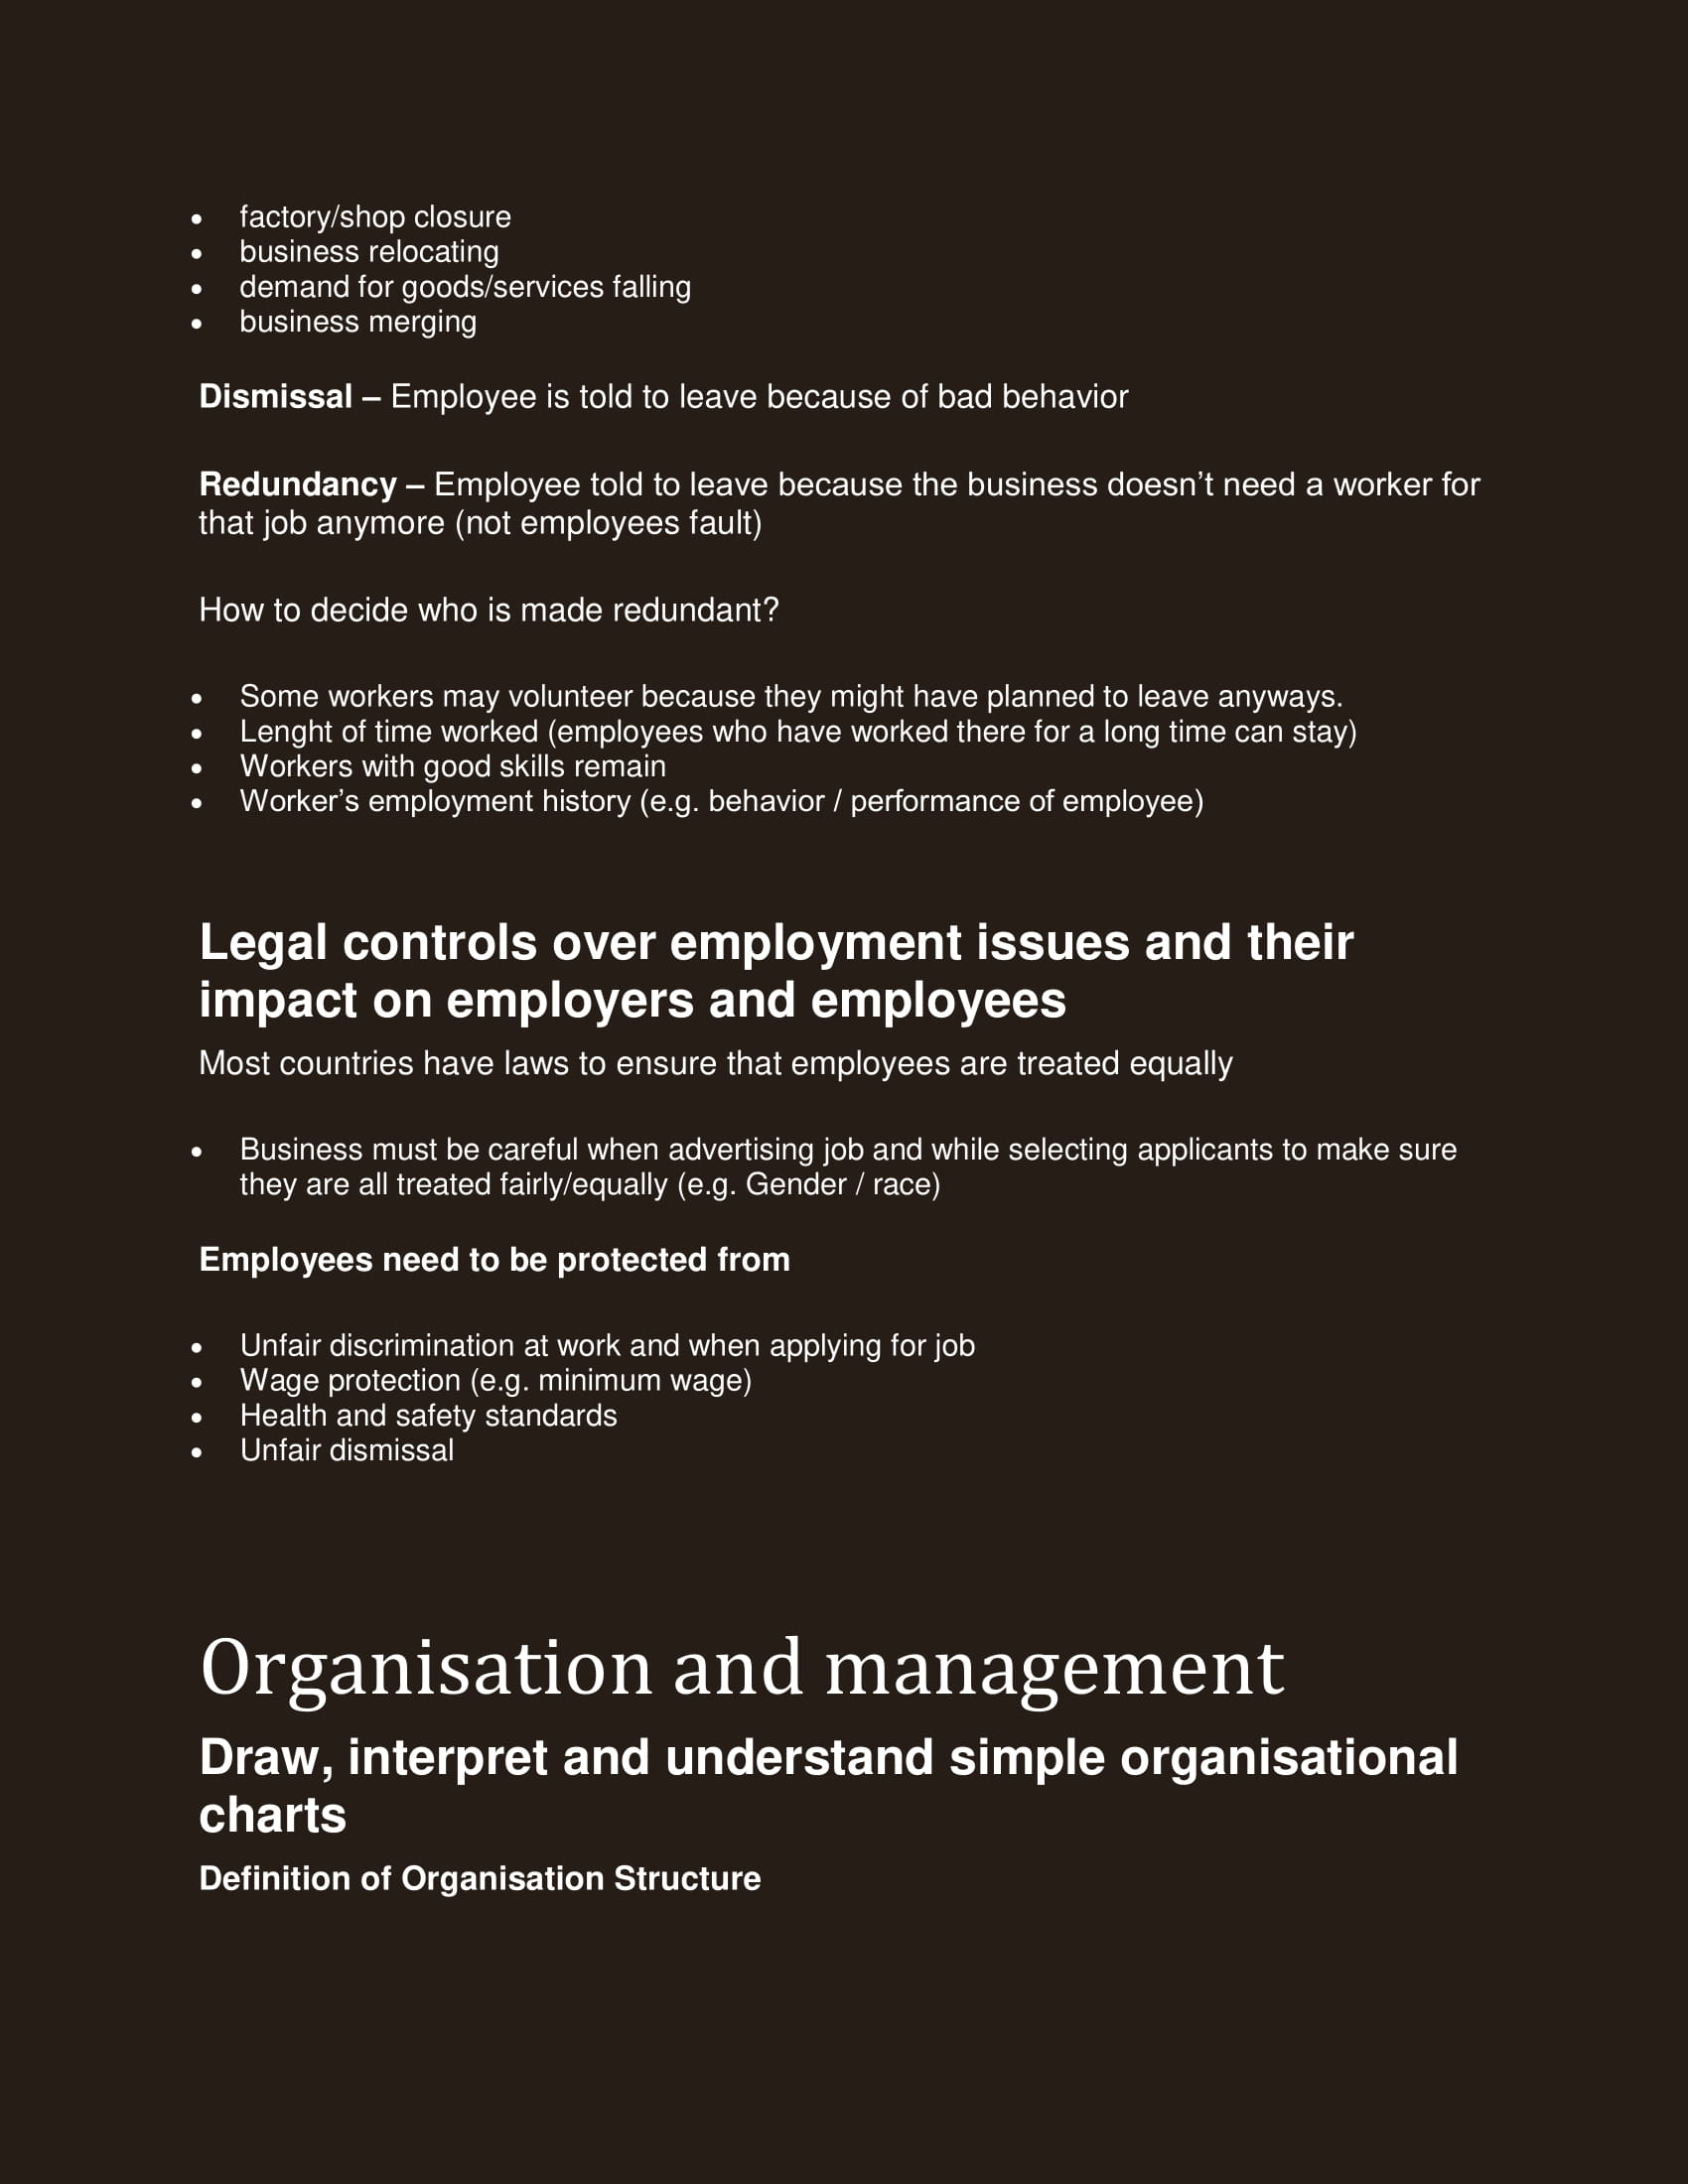 • factory/shop closure
• business relocating
• demand for goods/services falling
• business merging
Dismissal – Employee is told to leave because of bad behavior
Redundancy – Employee told to leave because the business doesn’t need a worker for
that job anymore (not employees fault)
How to decide who is made redundant?
• Some workers may volunteer because they might have planned to leave anyways.
• Lenght of time worked (employees who have worked there for a long time can stay)
• Workers with good skills remain
• Worker’s employment history (e.g. behavior / performance of employee)
Legal controls over employment issues and their
impact on employers and employees
Most countries have laws to ensure that employees are treated equally
• Business must be careful when advertising job and while selecting applicants to make sure
they are all treated fairly/equally (e.g. Gender / race)
Employees need to be protected from
• Unfair discrimination at work and when applying for job
• Wage protection (e.g. minimum wage)
• Health and safety standards
• Unfair dismissal
Organisation and management
Draw, interpret and understand simple organisational
charts
Definition of Organisation Structure